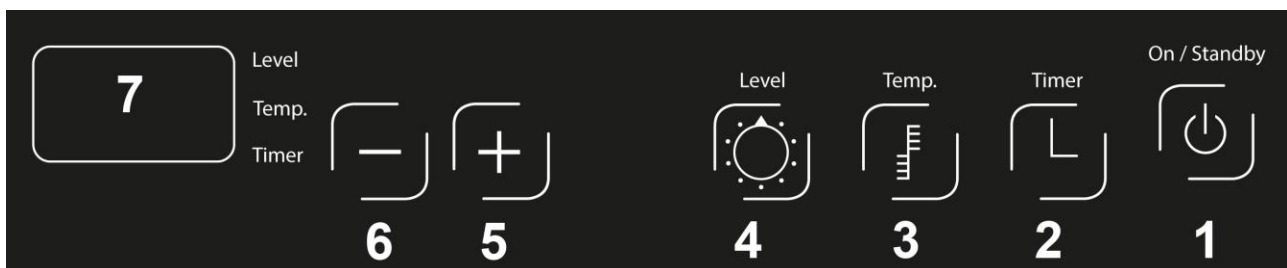 On / Standby
7
Level
Temp.
Timer
Level
Temp.
Timer
6
5
4
3
2
1